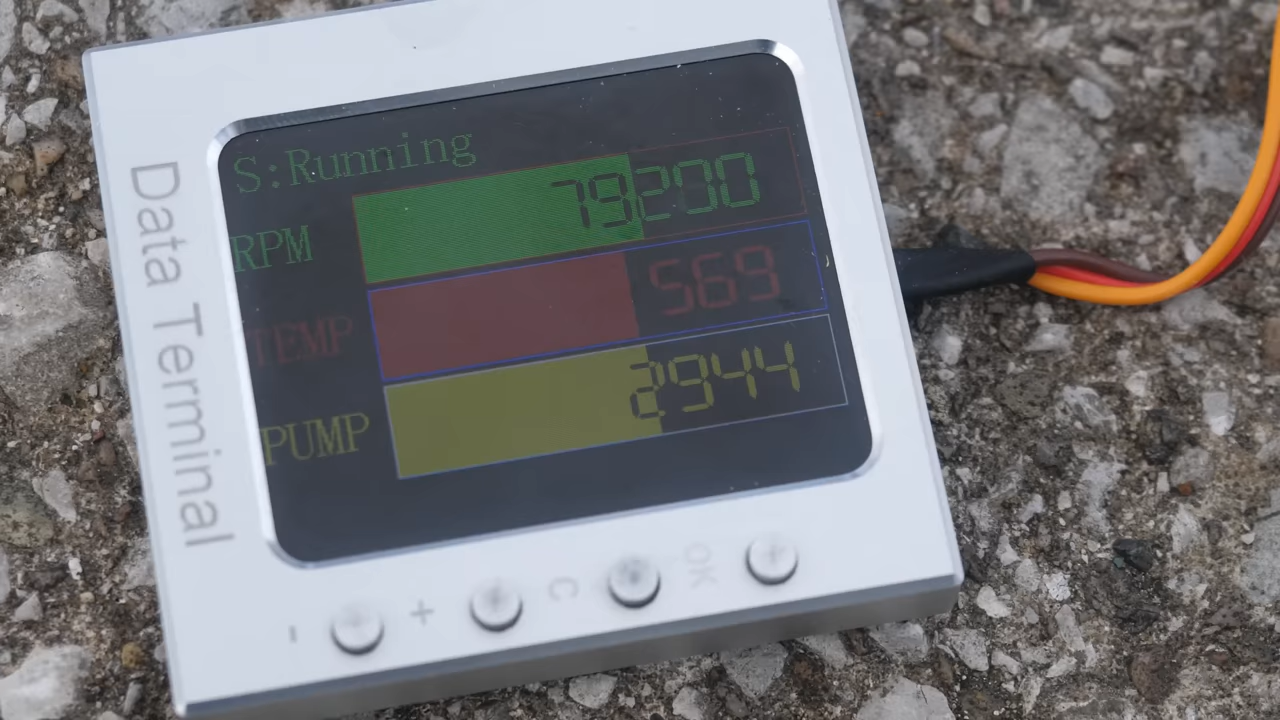 Data Terminal
S:Running
RPM 79200
TEMP 569
PUMP 2944
- + C OK